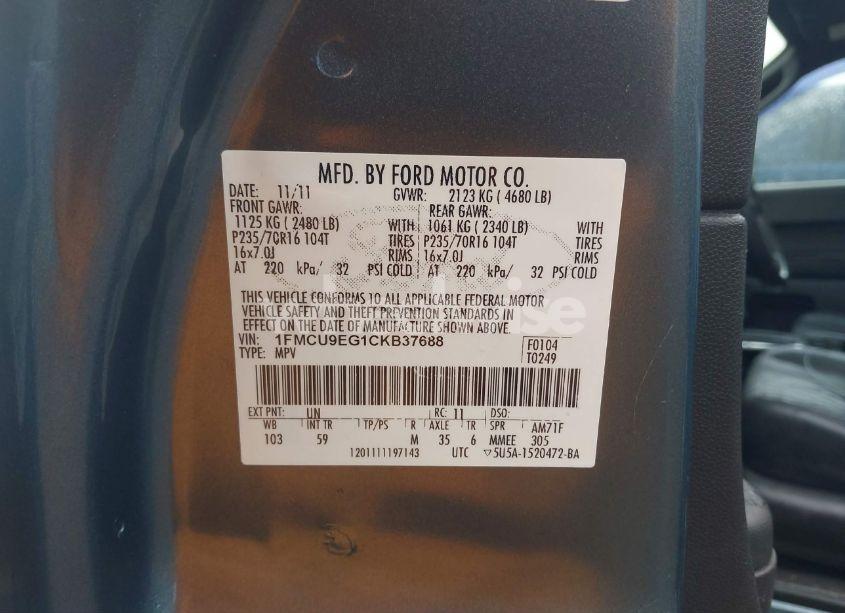 MFD. BY FORD MOTOR CO.
DATE: 11/11 GVWR: 2123 KG ( 4680 LB)
FRONT GAWR: REAR GAWR:
1125 KG ( 2480 LB) WITH 1061 KG ( 2340 LB) WITH
P235/70R16 104T TIRES P235/70R16 104T TIRES
16x7.0J RIMS 16x7.0J RIMS
AT 220 kPa/ 32 PSI COLD AT 220 kPa/ 32 PSI COLD
THIS VEHICLE CONFORMS TO ALL APPLICABLE FEDERAL MOTOR
VEHICLE SAFETY AND THEFT PREVENTION STANDARDS IN
EFFECT ON THE DATE OF MANUFACTURE SHOWN ABOVE.
VIN: 1FMCU9EG1CKB37688 F0104
TYPE: MPV T0249
EXT PNT: UN RC: 11 DSO:
WB INT TR TP/PS R AXLE TR SPR AM71F
103 59 M 35 6 MMEE 305
1201111197143 UTC ▽5U5A-1520472-BA